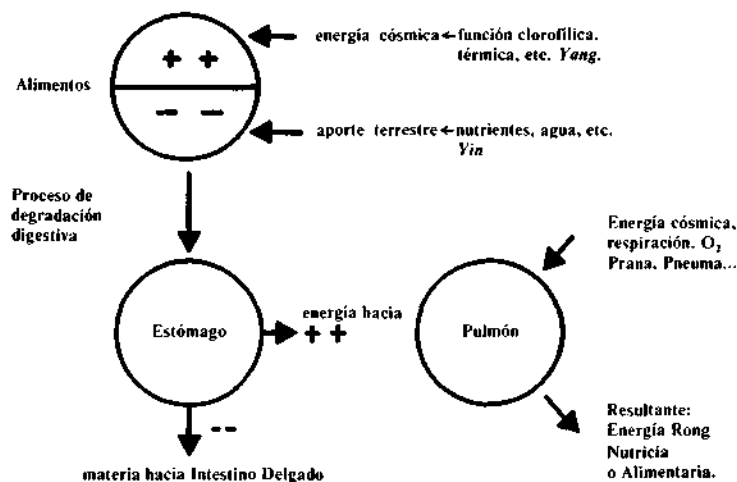 energía cósmica
función clorofílica,
térmica, etc. Yang.
+ +
Alimentos
— —
aporte terrestre
nutrientes, agua, etc.
Yin
Proceso de
degradación
digestiva
Energía cósmica,
respiración. O₂
Prana, Pneuma...
energía hacia
Estómago
+ +
Pulmón
--
Resultante:
Energía Rong
Nutricia
o Alimentaria.
materia hacia Intestino Delgado